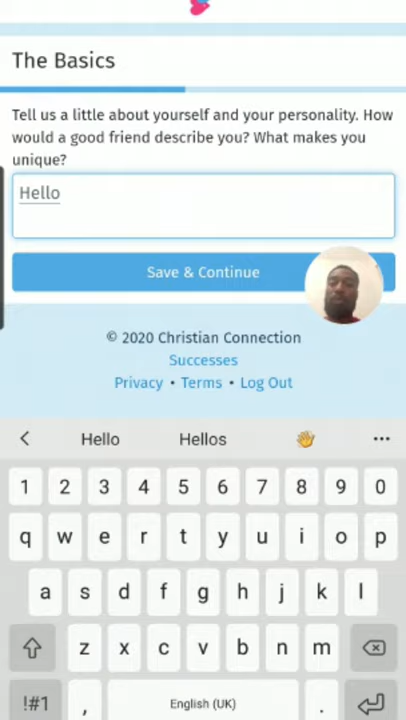 The Basics
Tell us a little about yourself and your personality. How
would a good friend describe you? What makes you
unique?
Hello
Save & Continue
© 2020 Christian Connection
Successes
Privacy • Terms • Log Out
Hello Hellos
1 2 3 4 5 6 7 8 9 0
q w e r t y u i o p
a s d f g h j k l
z x c v b n m
!#1 , English (UK) .